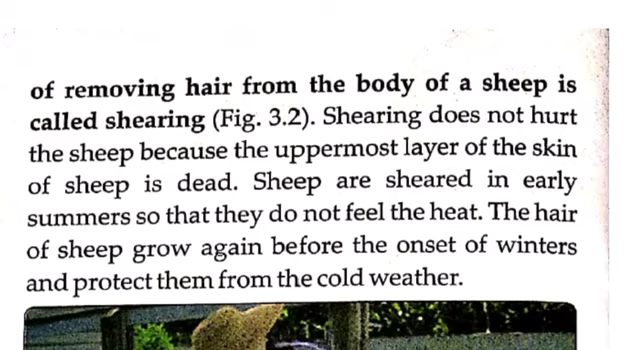 of removing hair from the body of a sheep is
called shearing (Fig. 3.2). Shearing does not hurt
the sheep because the uppermost layer of the skin
of sheep is dead. Sheep are sheared in early
summers so that they do not feel the heat. The hair
of sheep grow again before the onset of winters
and protect them from the cold weather.